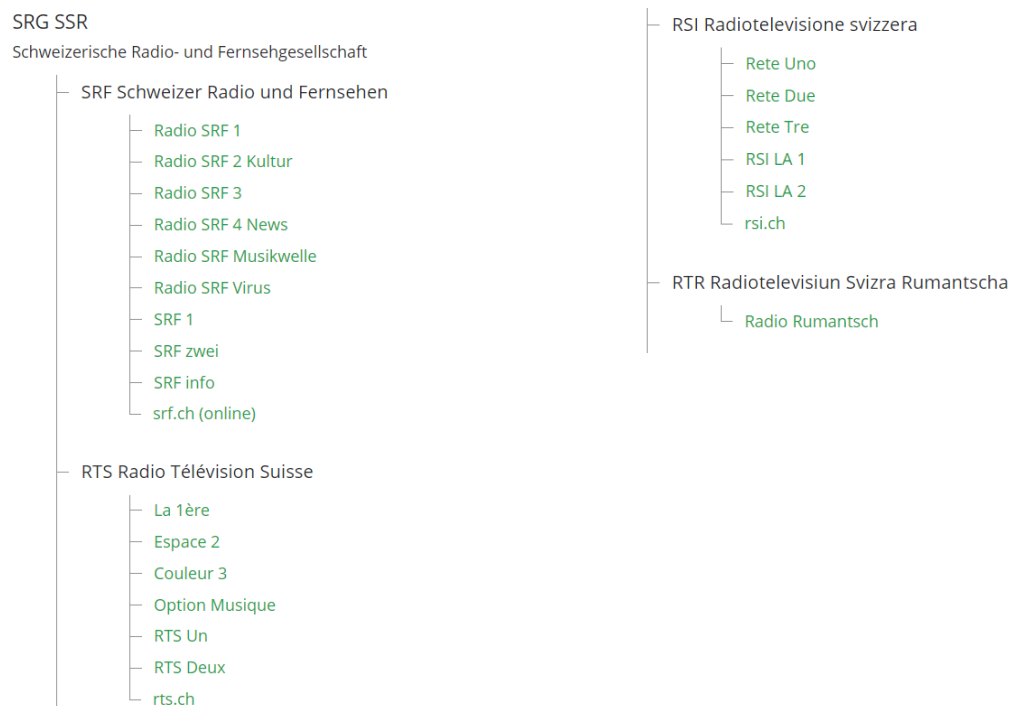 SRG SSR
Schweizerische Radio- und Fernsehgesellschaft
SRF Schweizer Radio und Fernsehen
Radio SRF 1
Radio SRF 2 Kultur
Radio SRF 3
Radio SRF 4 News
Radio SRF Musikwelle
Radio SRF Virus
SRF 1
SRF zwei
SRF info
srf.ch (online)
RTS Radio Télévision Suisse
La 1ère
Espace 2
Couleur 3
Option Musique
RTS Un
RTS Deux
rts.ch
RSI Radiotelevisione svizzera
Rete Uno
Rete Due
Rete Tre
RSI LA 1
RSI LA 2
rsi.ch
RTR Radiotelevisiun Svizra Rumantscha
Radio Rumantsch